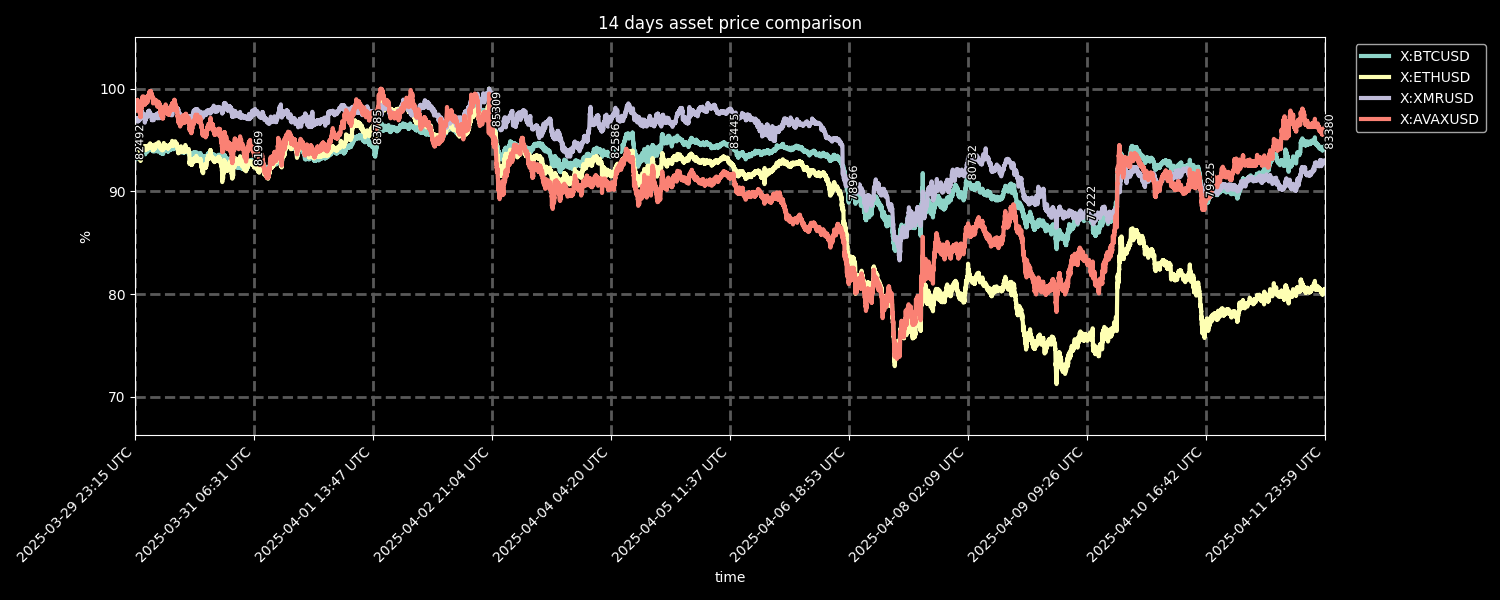 14 days asset price comparison
X:BTCUSD
X:ETHUSD
X:XMRUSD
X:AVAXUSD
100
90
80
70
%
82492
81969
83785
85309
82586
83445
78966
80732
77222
79225
83380
2025-03-29 23:15 UTC
2025-03-31 06:31 UTC
2025-04-01 13:47 UTC
2025-04-02 21:04 UTC
2025-04-04 04:20 UTC
2025-04-05 11:37 UTC
2025-04-06 18:53 UTC
2025-04-08 02:09 UTC
2025-04-09 09:26 UTC
2025-04-10 16:42 UTC
2025-04-11 23:59 UTC
time